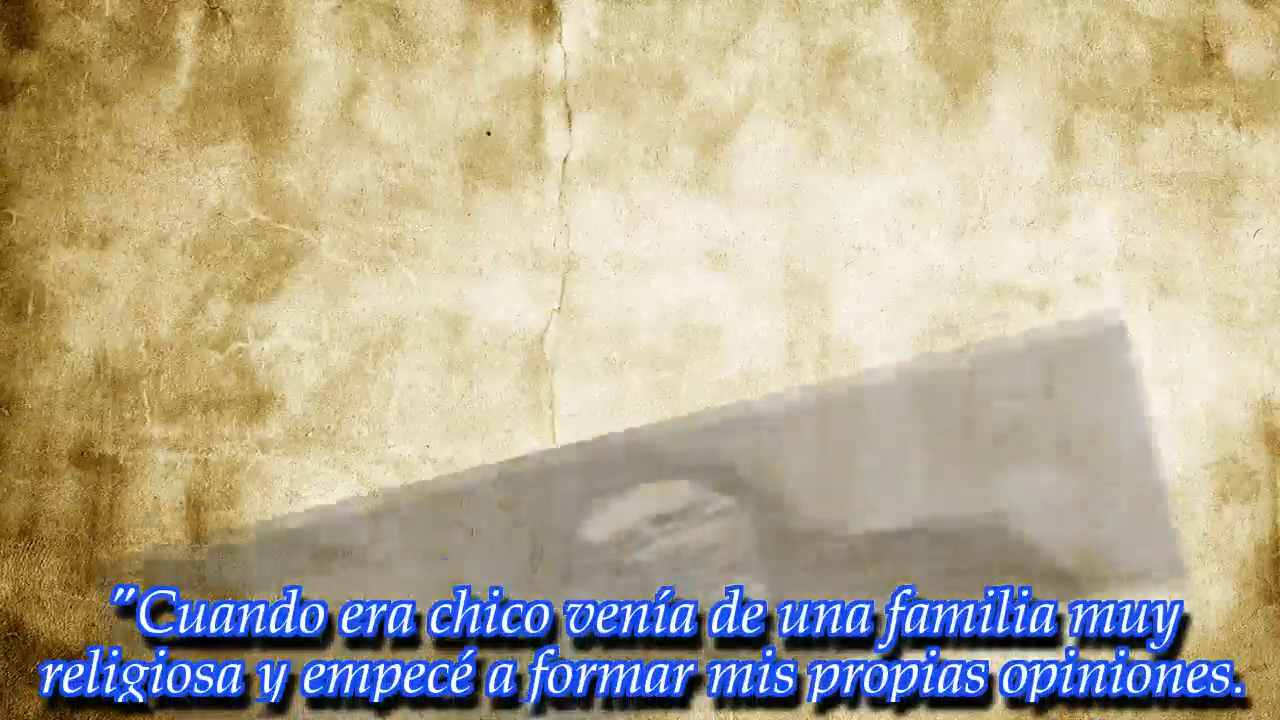 "Cuando era chico venía de una familia muy
religiosa y empecé a formar mis propias opiniones.